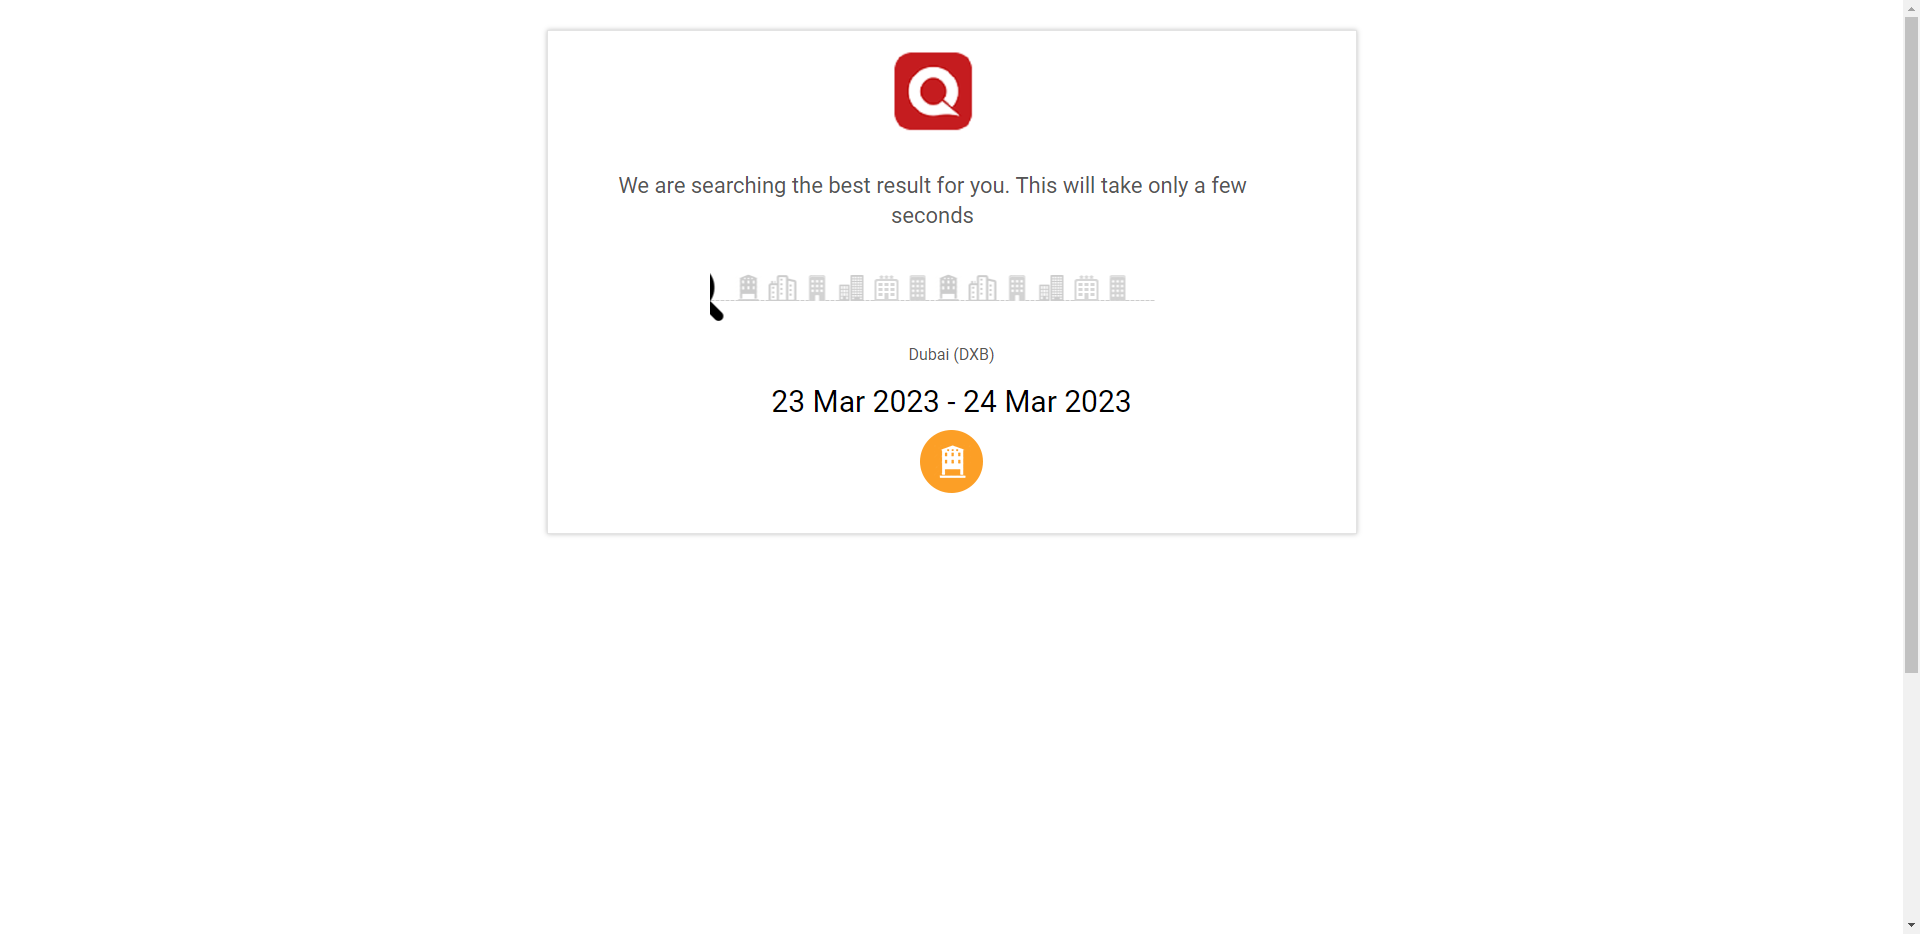 We are searching the best result for you. This will take only a few
seconds
Dubai (DXB)
23 Mar 2023 - 24 Mar 2023